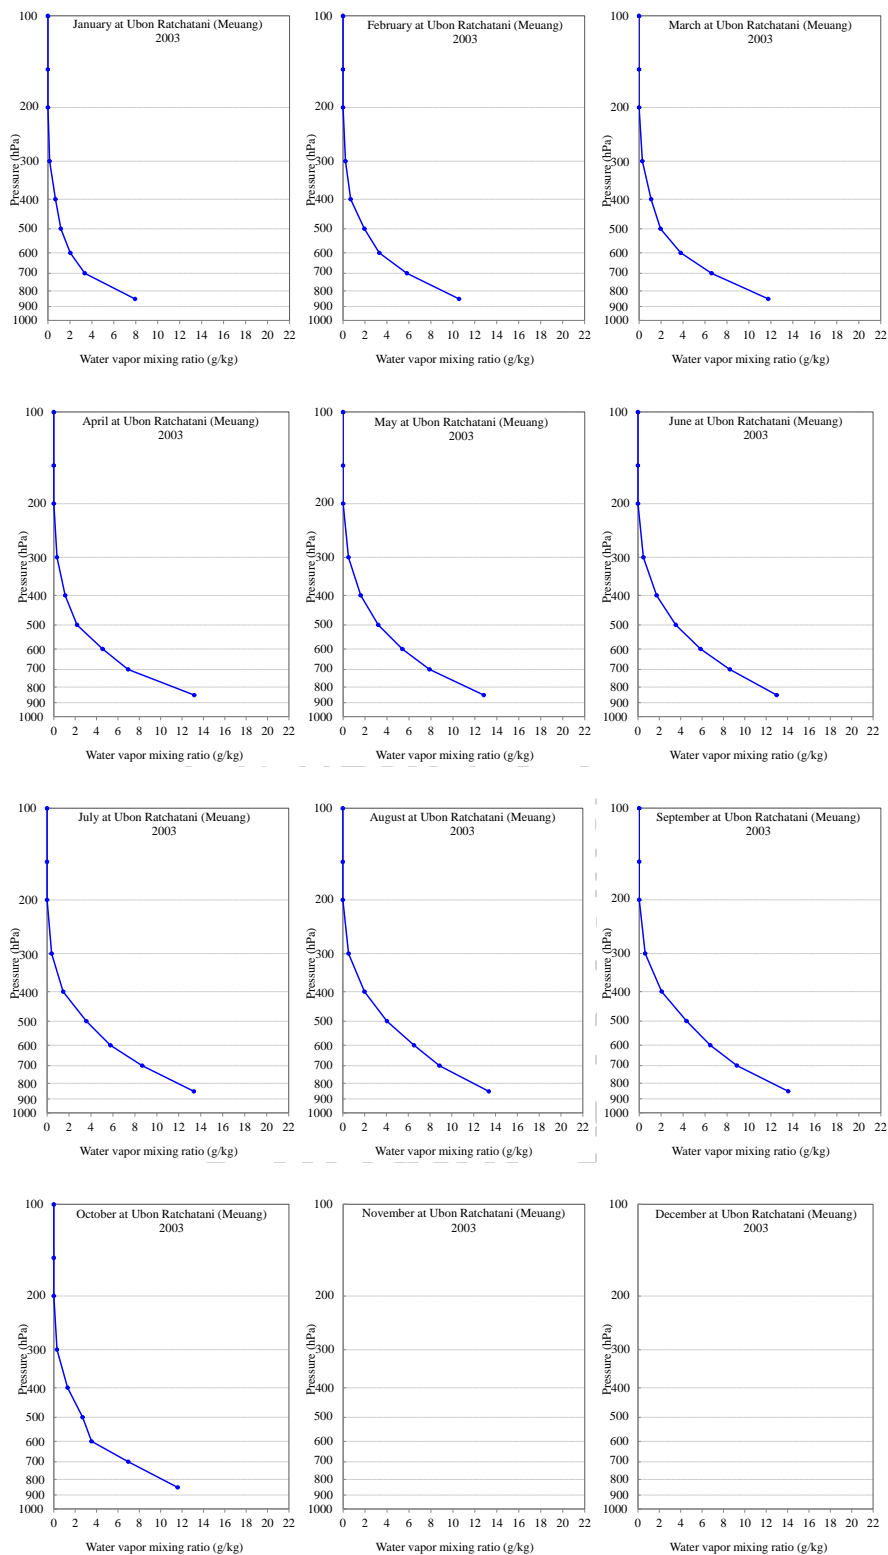 January at Ubon Ratchatani (Meuang)
2003
100
200
300
400
500
600
700
800
900
1000
Pressure (hPa)
0 2 4 6 8 10 12 14 16 18 20 22
Water vapor mixing ratio (g/kg)
February at Ubon Ratchatani (Meuang)
2003
100
200
300
400
500
600
700
800
900
1000
Pressure (hPa)
0 2 4 6 8 10 12 14 16 18 20 22
Water vapor mixing ratio (g/kg)
March at Ubon Ratchatani (Meuang)
2003
100
200
300
400
500
600
700
800
900
1000
Pressure (hPa)
0 2 4 6 8 10 12 14 16 18 20 22
Water vapor mixing ratio (g/kg)
April at Ubon Ratchatani (Meuang)
2003
100
200
300
400
500
600
700
800
900
1000
Pressure (hPa)
0 2 4 6 8 10 12 14 16 18 20 22
Water vapor mixing ratio (g/kg)
May at Ubon Ratchatani (Meuang)
2003
100
200
300
400
500
600
700
800
900
1000
Pressure (hPa)
0 2 4 6 8 10 12 14 16 18 20 22
Water vapor mixing ratio (g/kg)
June at Ubon Ratchatani (Meuang)
2003
100
200
300
400
500
600
700
800
900
1000
Pressure (hPa)
0 2 4 6 8 10 12 14 16 18 20 22
Water vapor mixing ratio (g/kg)
July at Ubon Ratchatani (Meuang)
2003
100
200
300
400
500
600
700
800
900
1000
Pressure (hPa)
0 2 4 6 8 10 12 14 16 18 20 22
Water vapor mixing ratio (g/kg)
August at Ubon Ratchatani (Meuang)
2003
100
200
300
400
500
600
700
800
900
1000
Pressure (hPa)
0 2 4 6 8 10 12 14 16 18 20 22
Water vapor mixing ratio (g/kg)
September at Ubon Ratchatani (Meuang)
2003
100
200
300
400
500
600
700
800
900
1000
Pressure (hPa)
0 2 4 6 8 10 12 14 16 18 20 22
Water vapor mixing ratio (g/kg)
October at Ubon Ratchatani (Meuang)
2003
100
200
300
400
500
600
700
800
900
1000
Pressure (hPa)
0 2 4 6 8 10 12 14 16 18 20 22
Water vapor mixing ratio (g/kg)
November at Ubon Ratchatani (Meuang)
2003
100
200
300
400
500
600
700
800
900
1000
Pressure (hPa)
0 2 4 6 8 10 12 14 16 18 20 22
Water vapor mixing ratio (g/kg)
December at Ubon Ratchatani (Meuang)
2003
100
200
300
400
500
600
700
800
900
1000
Pressure (hPa)
0 2 4 6 8 10 12 14 16 18 20 22
Water vapor mixing ratio (g/kg)